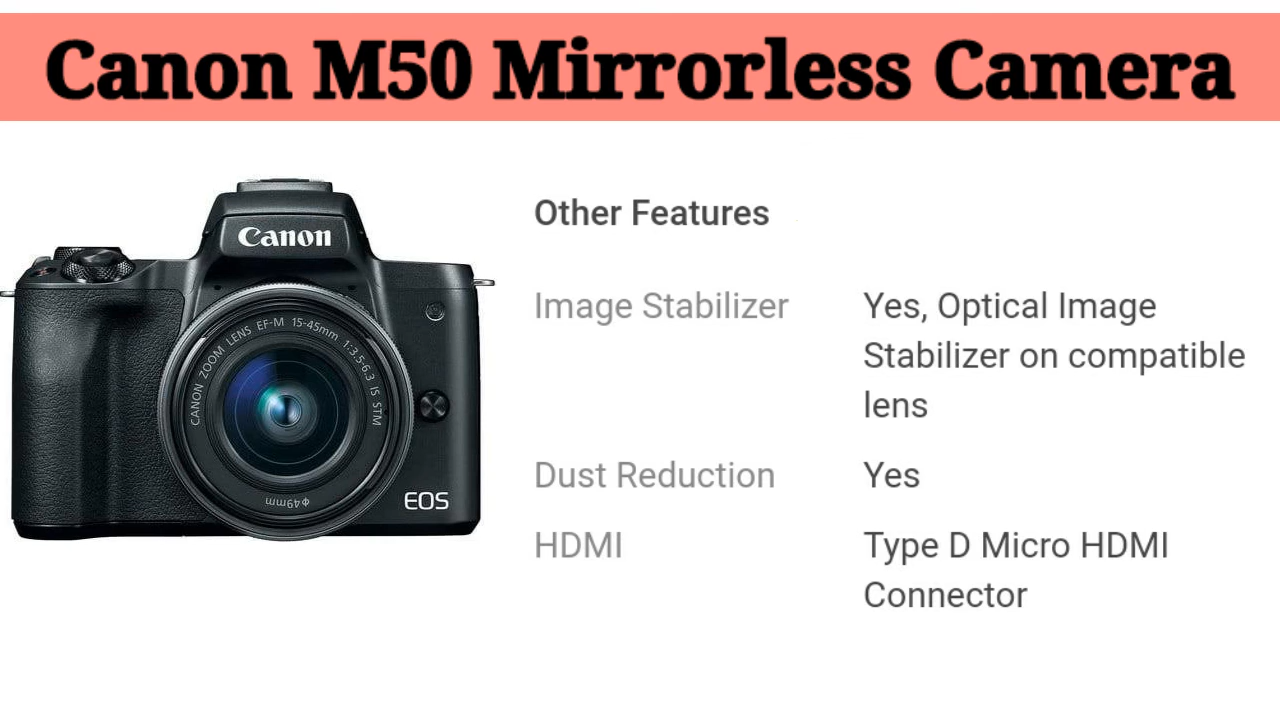 Canon M50 Mirrorless Camera
Canon
CANON ZOOM LENS EF-M 15-45mm 1:3.5-6.3 IS STM
φ49mm
EOS
Other Features
Image Stabilizer Yes, Optical Image
Stabilizer on compatible
lens
Dust Reduction Yes
HDMI Type D Micro HDMI
Connector